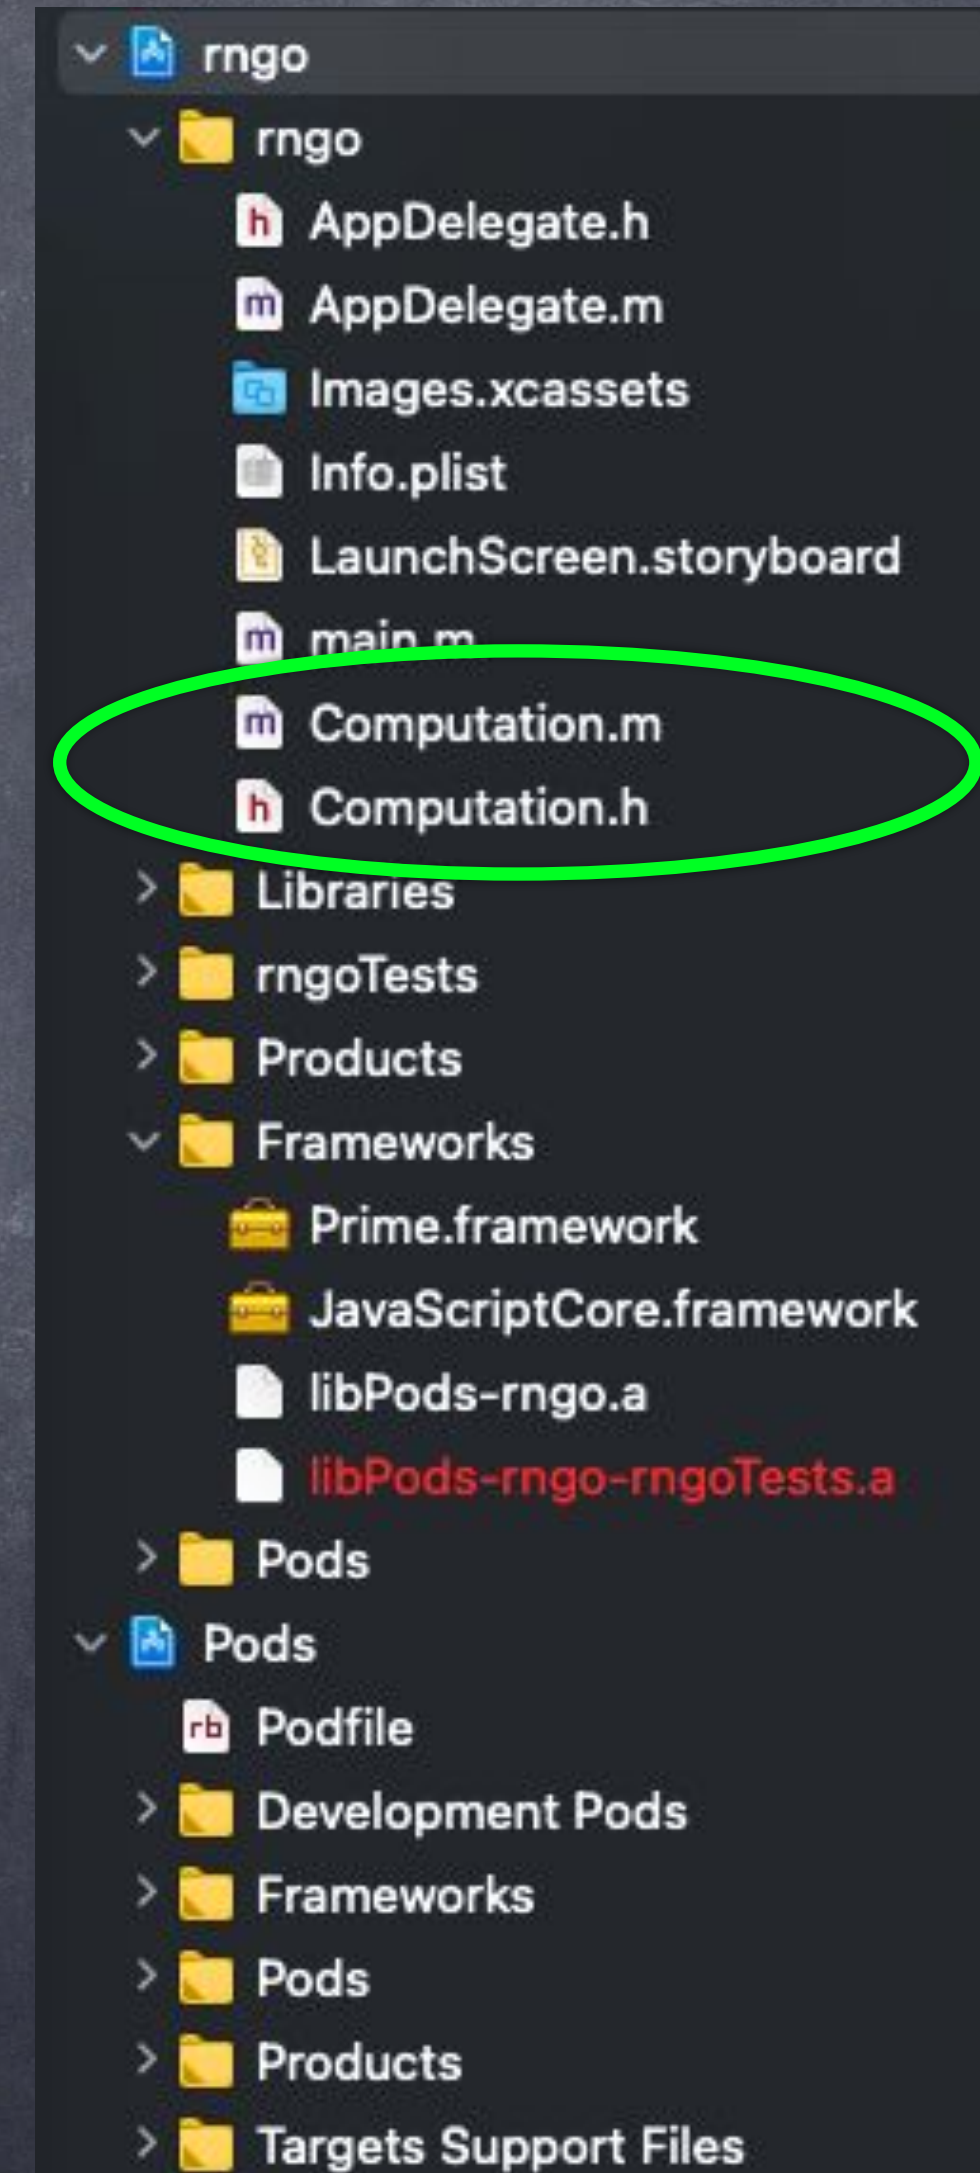 rngo
rngo
h AppDelegate.h
m AppDelegate.m
Images.xcassets
Info.plist
LaunchScreen.storyboard
m main.m
m Computation.m
h Computation.h
Libraries
rngoTests
Products
Frameworks
Prime.framework
JavaScriptCore.framework
libPods-rngo.a
libPods-rngo-rngoTests.a
Pods
Pods
rb Podfile
Development Pods
Frameworks
Pods
Products
Targets Support Files